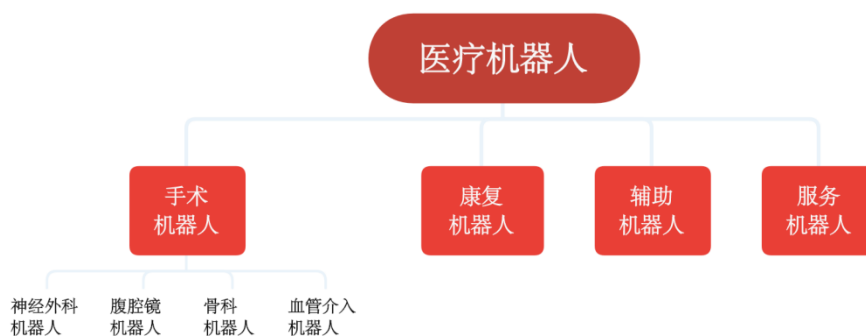 医疗机器人
手术
机器人
康复
机器人
辅助
机器人
服务
机器人
神经外科
机器人
腹腔镜
机器人
骨科
机器人
血管介入
机器人